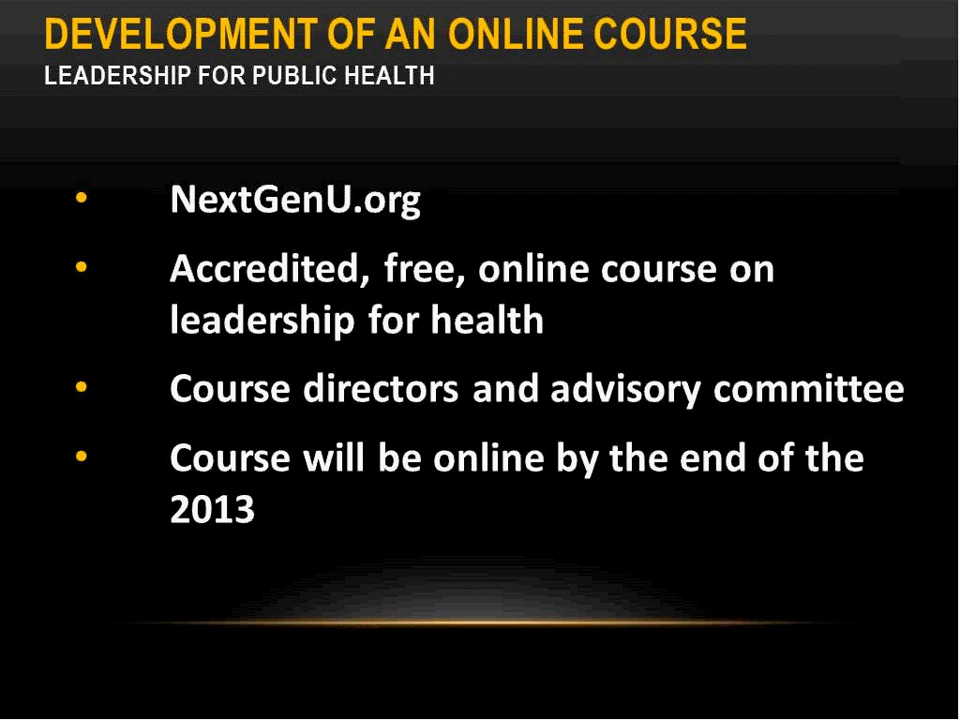 DEVELOPMENT OF AN ONLINE COURSE
LEADERSHIP FOR PUBLIC HEALTH
• NextGenU.org
• Accredited, free, online course on
leadership for health
• Course directors and advisory committee
• Course will be online by the end of the
2013